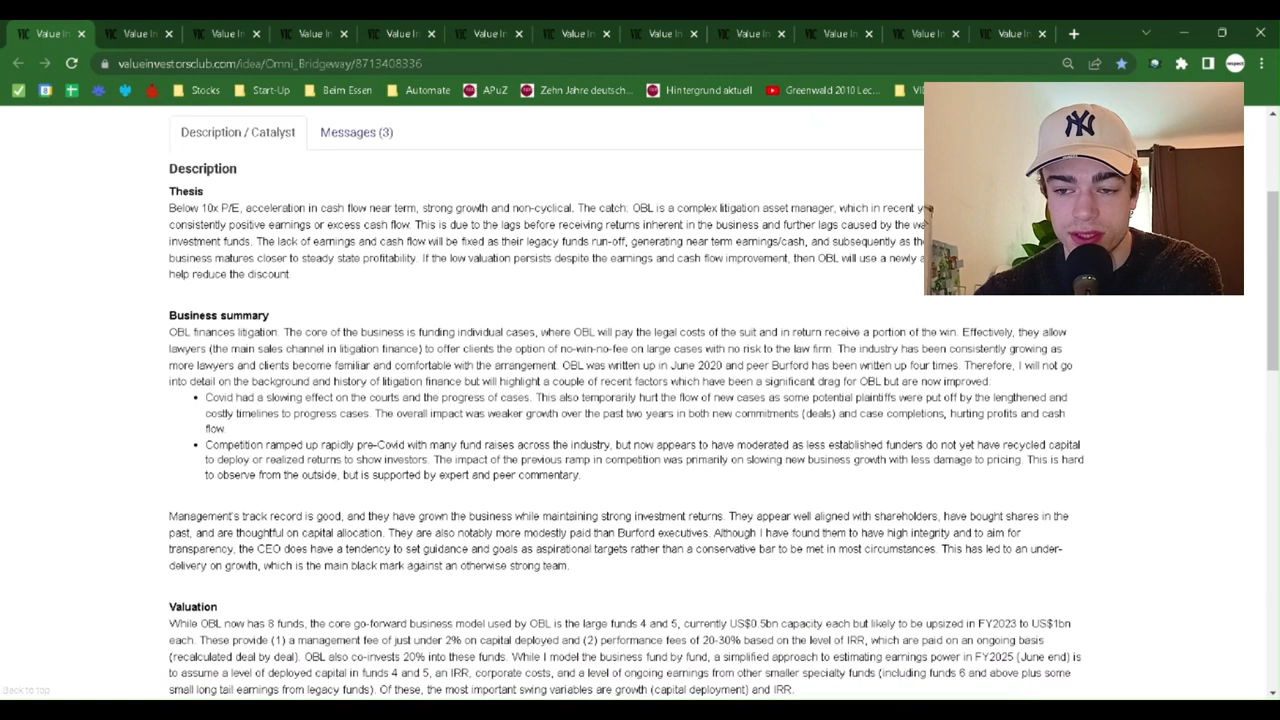 Value In
Value In
Value In
Value In
Value In
Value In
Value In
Value In
Value In
Value In
Value In
Value In
valueinvestorsclub.com/idea/Omni_Bridgeway/8713408336
Stocks
Start-Up
Beim Essen
Automate
APuZ
Zehn Jahre deutsch...
Hintergrund aktuell
Greenwald 2010 Lec...
Description / Catalyst
Messages (3)
Description
Thesis
Below 10x P/E, acceleration in cash flow near term, strong growth and non-cyclical. The catch: OBL is a complex litigation asset manager, which in recent
consistently positive earnings or excess cash flow. This is due to the lags before receiving returns inherent in the business and further lags caused by the
investment funds. The lack of earnings and cash flow will be fixed as their legacy funds run-off, generating near term earnings/cash, and subsequently as the
business matures closer to steady state profitability. If the low valuation persists despite the earnings and cash flow improvement, then OBL will use a newly
help reduce the discount.
Business summary
OBL finances litigation. The core of the business is funding individual cases, where OBL will pay the legal costs of the suit and in return receive a portion of the win. Effectively, they allow
lawyers (the main sales channel in litigation finance) to offer clients the option of no-win-no-fee on large cases with no risk to the law firm. The industry has been consistently growing as
more lawyers and clients become familiar and comfortable with the arrangement. OBL was written up in June 2020 and peer Burford has been written up four times. Therefore, I will not go
into detail on the background and history of litigation finance but will highlight a couple of recent factors which have been a significant drag for OBL but are now improved:
• Covid had a slowing effect on the courts and the progress of cases. This also temporarily hurt the flow of new cases as some potential plaintiffs were put off by the lengthened and
costly timelines to progress cases. The overall impact was weaker growth over the past two years in both new commitments (deals) and case completions, hurting profits and cash
flow.
• Competition ramped up rapidly pre-Covid with many fund raises across the industry, but now appears to have moderated as less established funders do not yet have recycled capital
to deploy or realized returns to show investors. The impact of the previous ramp in competition was primarily on slowing new business growth with less damage to pricing. This is hard
to observe from the outside, but is supported by expert and peer commentary.
Management's track record is good, and they have grown the business while maintaining strong investment returns. They appear well aligned with shareholders, have bought shares in the
past, and are thoughtful on capital allocation. They are also notably more modestly paid than Burford executives. Although I have found them to have high integrity and to aim for
transparency, the CEO does have a tendency to set guidance and goals as aspirational targets rather than a conservative bar to be met in most circumstances. This has led to an under-
delivery on growth, which is the main black mark against an otherwise strong team.
Valuation
While OBL now has 8 funds, the core go-forward business model used by OBL is the large funds 4 and 5, currently US$0.5bn capacity each but likely to be upsized in FY2023 to US$1bn
each. These provide (1) a management fee of just under 2% on capital deployed and (2) performance fees of 20-30% based on the level of IRR, which are paid on an ongoing basis
(recalculated deal by deal). OBL also co-invests 20% into these funds. While I model the business fund by fund, a simplified approach to estimating earnings power in FY2025 (June end) is
to assume a level of deployed capital in funds 4 and 5, an IRR, corporate costs, and a level of ongoing earnings from other smaller specialty funds (including funds 6 and above plus some
small long tail earnings from legacy funds). Of these, the most important swing variables are growth (capital deployment) and IRR.
Back to top